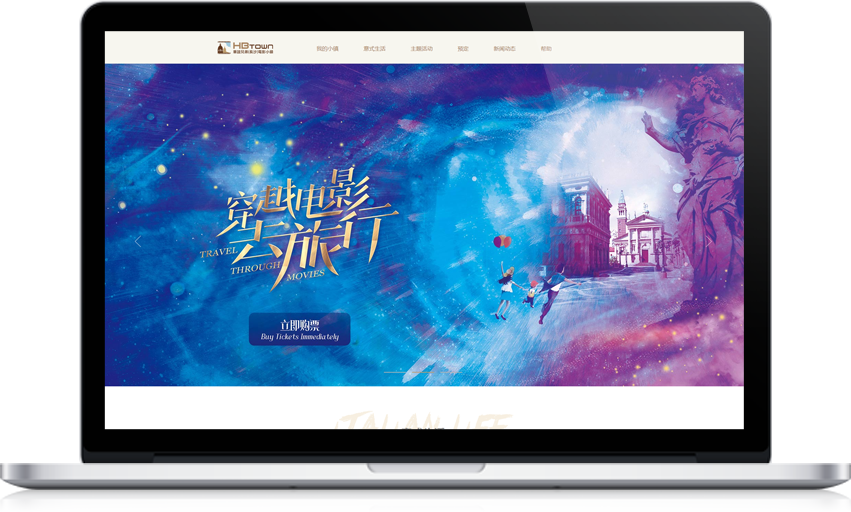 HBTOWN
我的小镇 意式生活 主题活动 预定 新闻动态 帮助
穿越电影
去旅行
TRAVEL
THROUGH
MOVIES
立即购票
Buy Tickets Immediately
ITALIAN LIFE